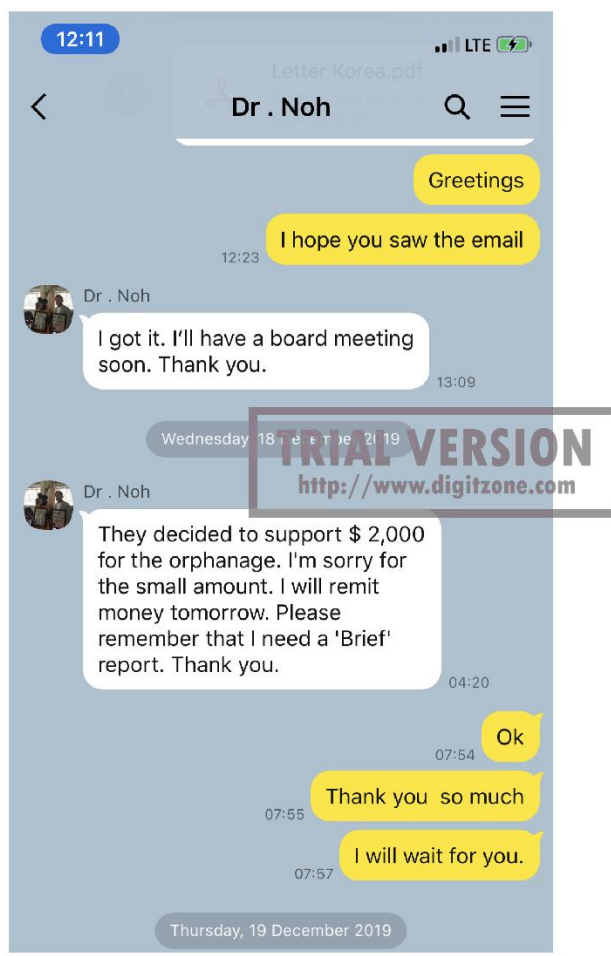 12:11
LTE
Letter Korea.pdf
Dr . Noh
Greetings
I hope you saw the email
12:23
Dr . Noh
I got it. I’ll have a board meeting
soon. Thank you.
13:09
Wednesday, 18 December 2019
TRIAL VERSION
http://www.digitzone.com
Dr . Noh
They decided to support $ 2,000
for the orphanage. I'm sorry for
the small amount. I will remit
money tomorrow. Please
remember that I need a 'Brief'
report. Thank you.
04:20
Ok
07:54
Thank you  so much
07:55
I will wait for you.
07:57
Thursday, 19 December 2019